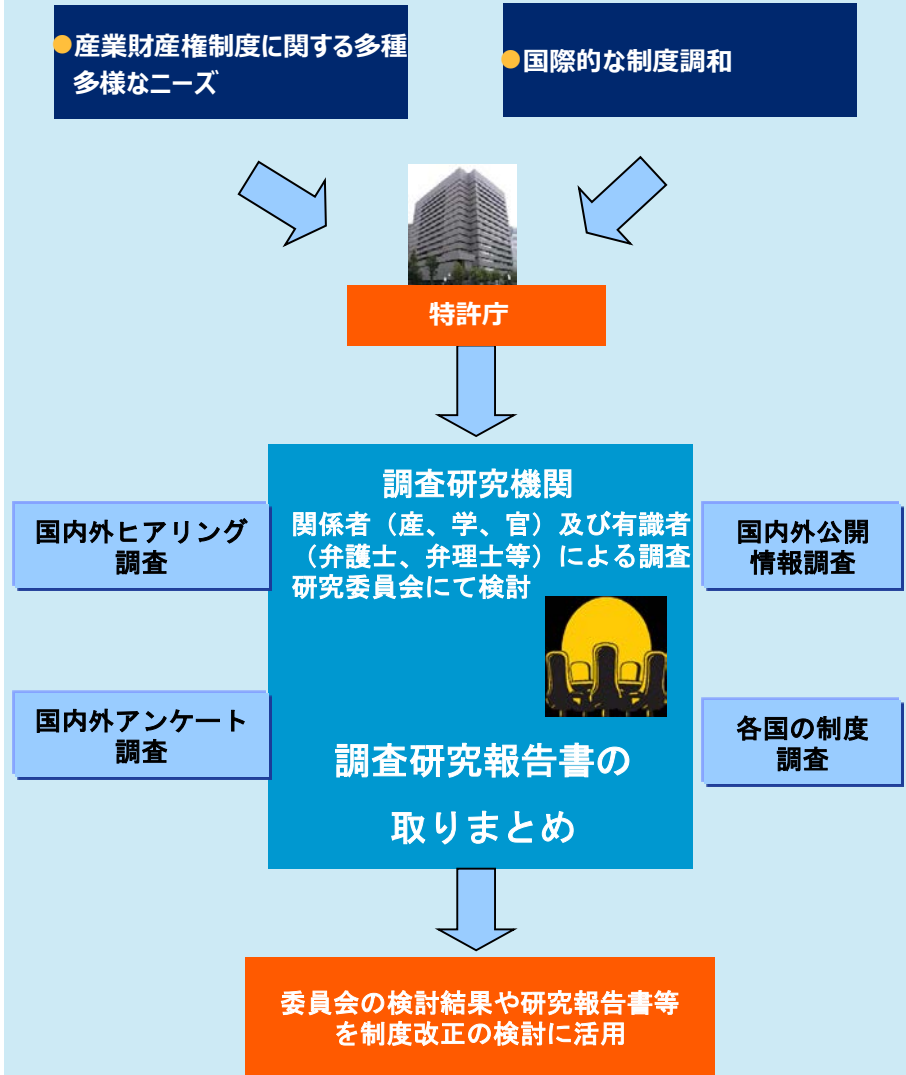 ●産業財産権制度に関する多種
多様なニーズ
●国際的な制度調和
特許庁
調査研究機関
関係者（産、学、官）及び有識者
（弁護士、弁理士等）による調査
研究委員会にて検討
国内外ヒアリング
調査
国内外公開
情報調査
国内外アンケート
調査
各国の制度
調査
調査研究報告書の
取りまとめ
委員会の検討結果や研究報告書等
を制度改正の検討に活用